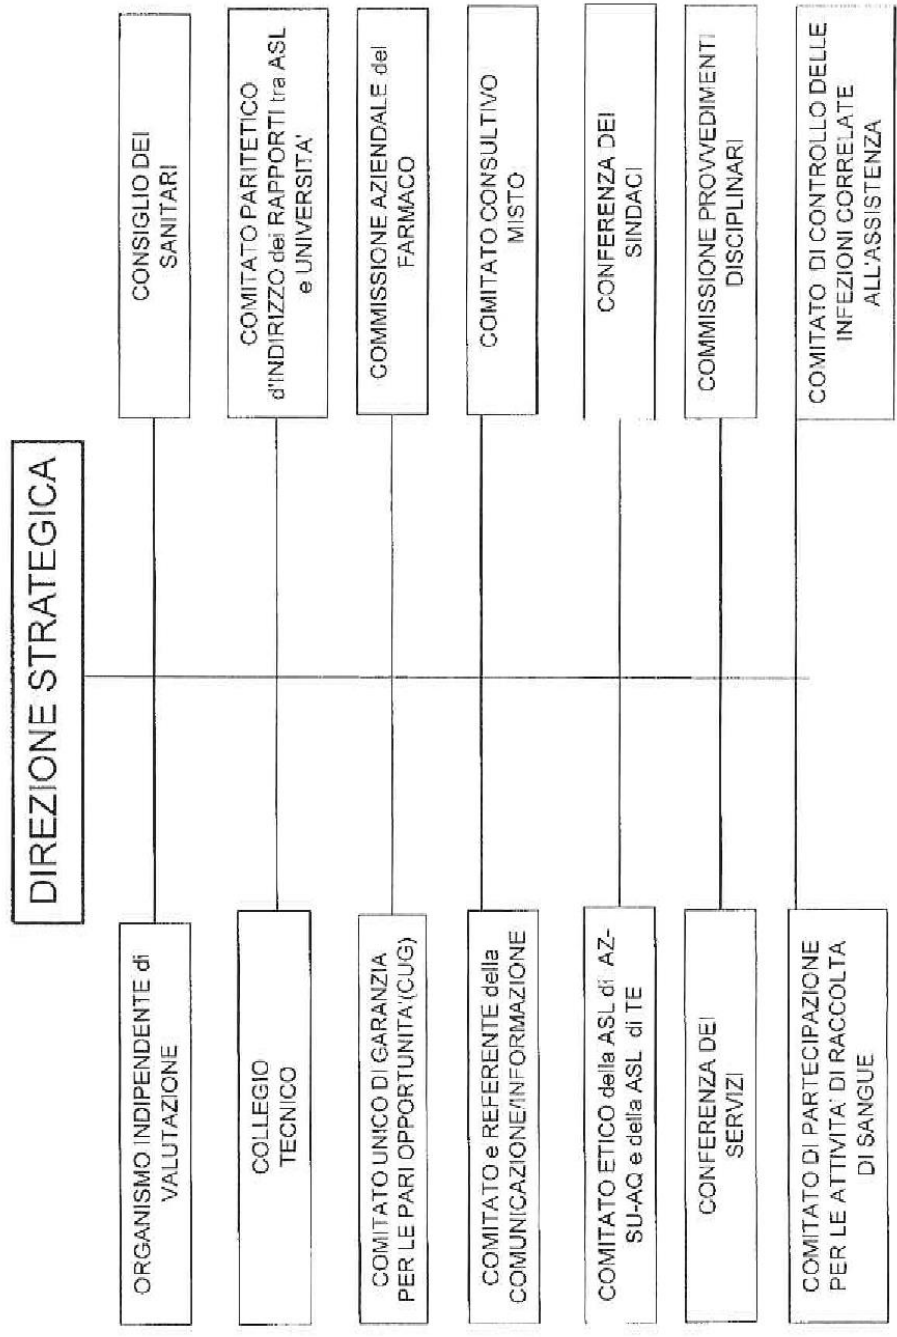 DIREZIONE STRATEGICA
ORGANISMO INDIPENDENTE di
VALUTAZIONE
CONSIGLIO DEI
SANITARI
COLLEGIO
TECNICO
COMITATO PARITETICO
d'INDIRIZZO dei RAPPORTI tra ASL
e UNIVERSITA'
COMITATO UNICO DI GARANZIA
PER LE PARI OPPORTUNITA'(CUG)
COMMISSIONE AZIENDALE del
FARMACO
COMITATO e REFERENTE della
COMUNICAZIONE/INFORMAZIONE
COMITATO CONSULTIVO
MISTO
COMITATO ETICO della ASL di AZ-
SU-AQ e della ASL di TE
CONFERENZA DEI
SINDACI
CONFERENZA DEI
SERVIZI
COMMISSIONE PROVVEDIMENTI
DISCIPLINARI
COMITATO DI PARTECIPAZIONE
PER LE ATTIVITA' DI RACCOLTA
DI SANGUE
COMITATO DI CONTROLLO DELLE
INFEZIONI CORRELATE
ALL'ASSISTENZA